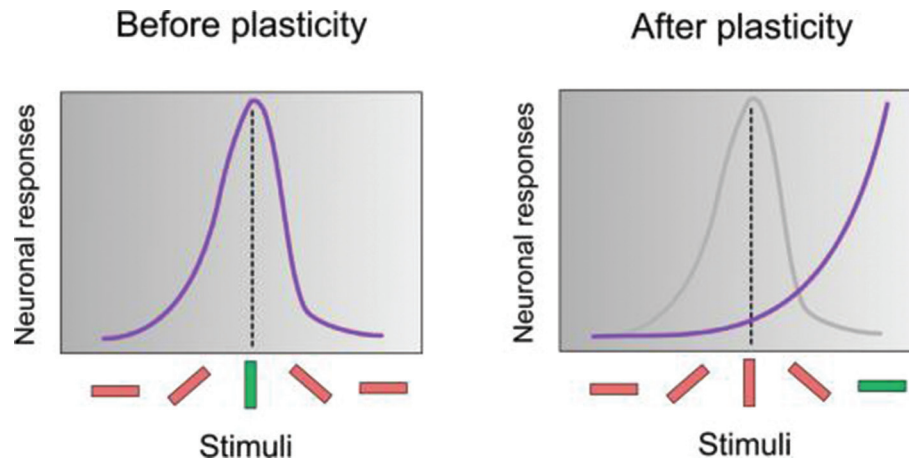 Before plasticity
Neuronal responses
Stimuli
After plasticity
Neuronal responses
Stimuli